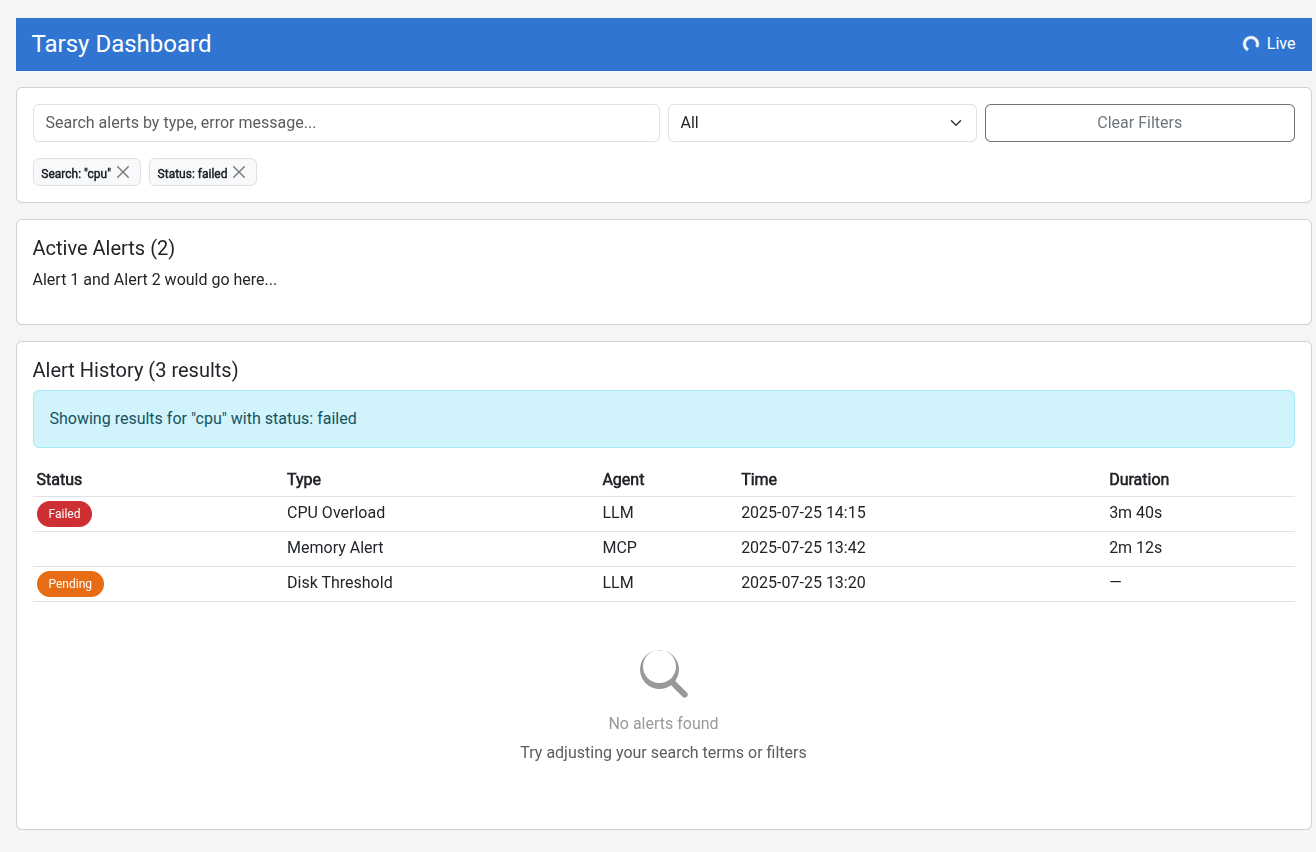 Tarsy Dashboard
Live
Search alerts by type, error message...
All
Clear Filters
Search: "cpu"
Status: failed
Active Alerts (2)
Alert 1 and Alert 2 would go here...
Alert History (3 results)
Showing results for "cpu" with status: failed
Status Type Agent Time Duration
Failed CPU Overload LLM 2025-07-25 14:15 3m 40s
Memory Alert MCP 2025-07-25 13:42 2m 12s
Pending Disk Threshold LLM 2025-07-25 13:20 —
No alerts found
Try adjusting your search terms or filters